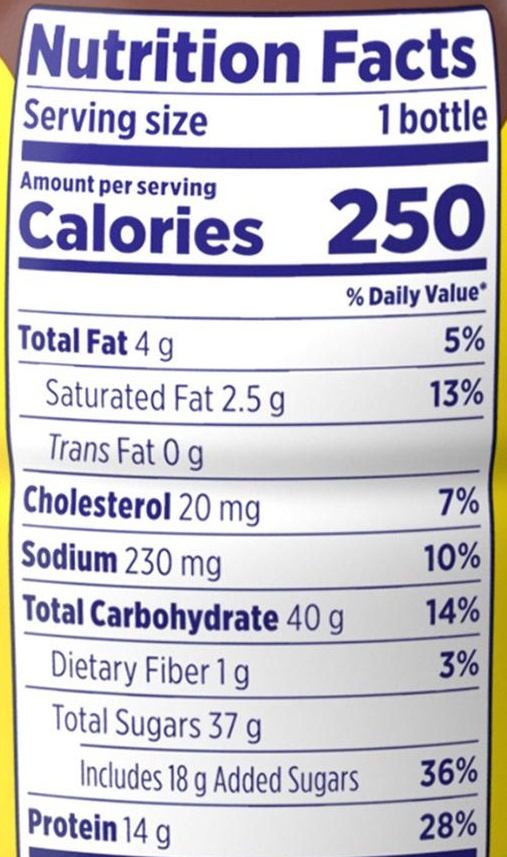 Nutrition Facts
Serving size 1 bottle
Amount per serving
Calories 250
% Daily Value*
Total Fat 4 g 5%
Saturated Fat 2.5 g 13%
Trans Fat 0 g
Cholesterol 20 mg 7%
Sodium 230 mg 10%
Total Carbohydrate 40 g 14%
Dietary Fiber 1 g 3%
Total Sugars 37 g
Includes 18 g Added Sugars 36%
Protein 14 g 28%